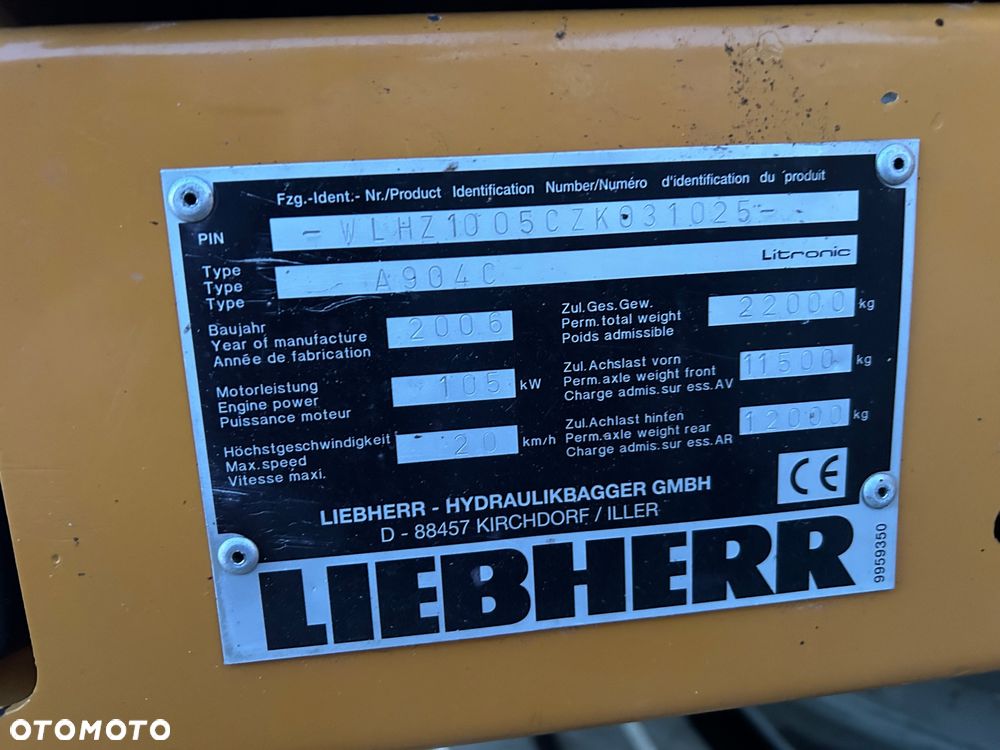 Fzg.-Ident.- Nr./Product Identification Number/Numéro d'identification du produit
PIN - WLHZ1005CZK031025-
Type
Type A904C Litronic
Type
Baujahr
Year of manufacture 2006
Année de fabrication
Zul.Ges.Gew.
Perm.total weight 22000 kg
Poids admissible
Motorleistung
Engine power 105 kW
Puissance moteur
Zul.Achslast vorn
Perm.axle weight front 11500 kg
Charge admis.sur ess.AV
Höchstgeschwindigkeit
Max.speed 20 km/h
Vitesse maxi.
Zul.Achlast hinten
Perm.axle weight rear 12000 kg
Charge admis.sur ess.AR
CE
LIEBHERR - HYDRAULIKBAGGER GMBH
D - 88457 KIRCHDORF / ILLER
LIEBHERR
9959350
OTOMOTO